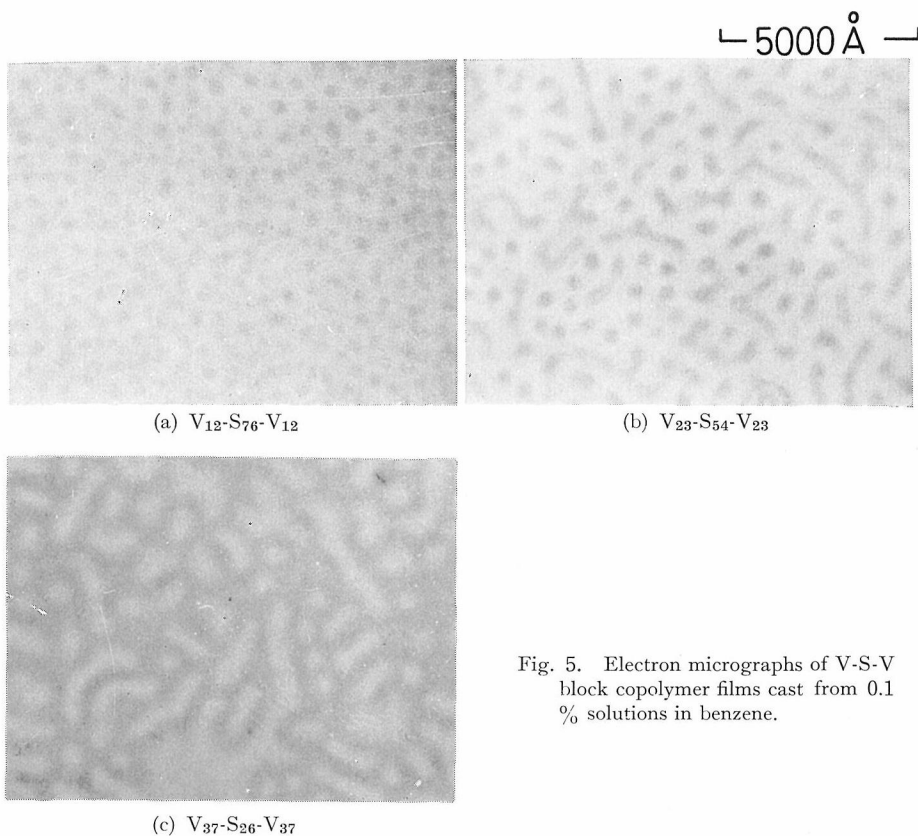 5000 Å
(a) V₁₂-S₇₆-V₁₂
(b) V₂₃-S₅₄-V₂₃
(c) V₃₇-S₂₆-V₃₇
Fig. 5. Electron micrographs of V-S-V
block copolymer films cast from 0.1
% solutions in benzene.